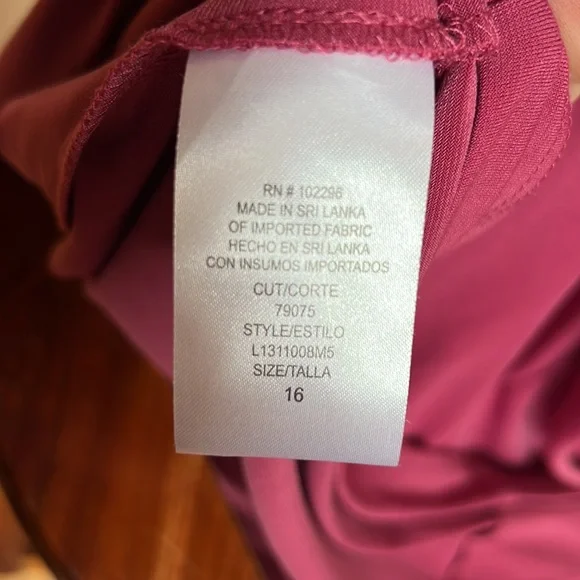 RN # 102296
MADE IN SRI LANKA
OF IMPORTED FABRIC
HECHO EN SRI LANKA
CON INSUMOS IMPORTADOS
CUT/CORTE
79075
STYLE/ESTILO
L1311008M5
SIZE/TALLA
16